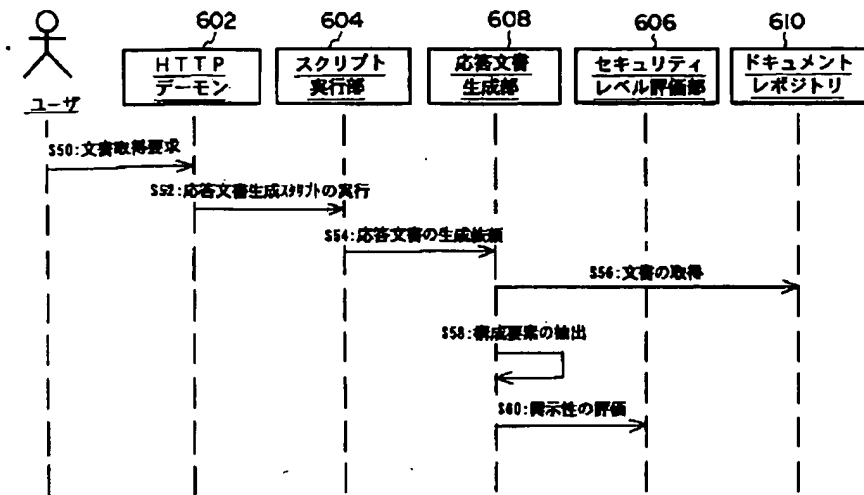 602 604 608 606 610
HTTP スクリプト 応答文書 セキュリティ ドキュメント
デーモン 実行部 生成部 レベル評価部 レポジトリ
ユーザ
S50:文書取得要求
S52:応答文書生成スクリプトの実行
S54:応答文書の生成依頼
S56:文書の取得
S58:構成要素の抽出
S60:開示性の評価